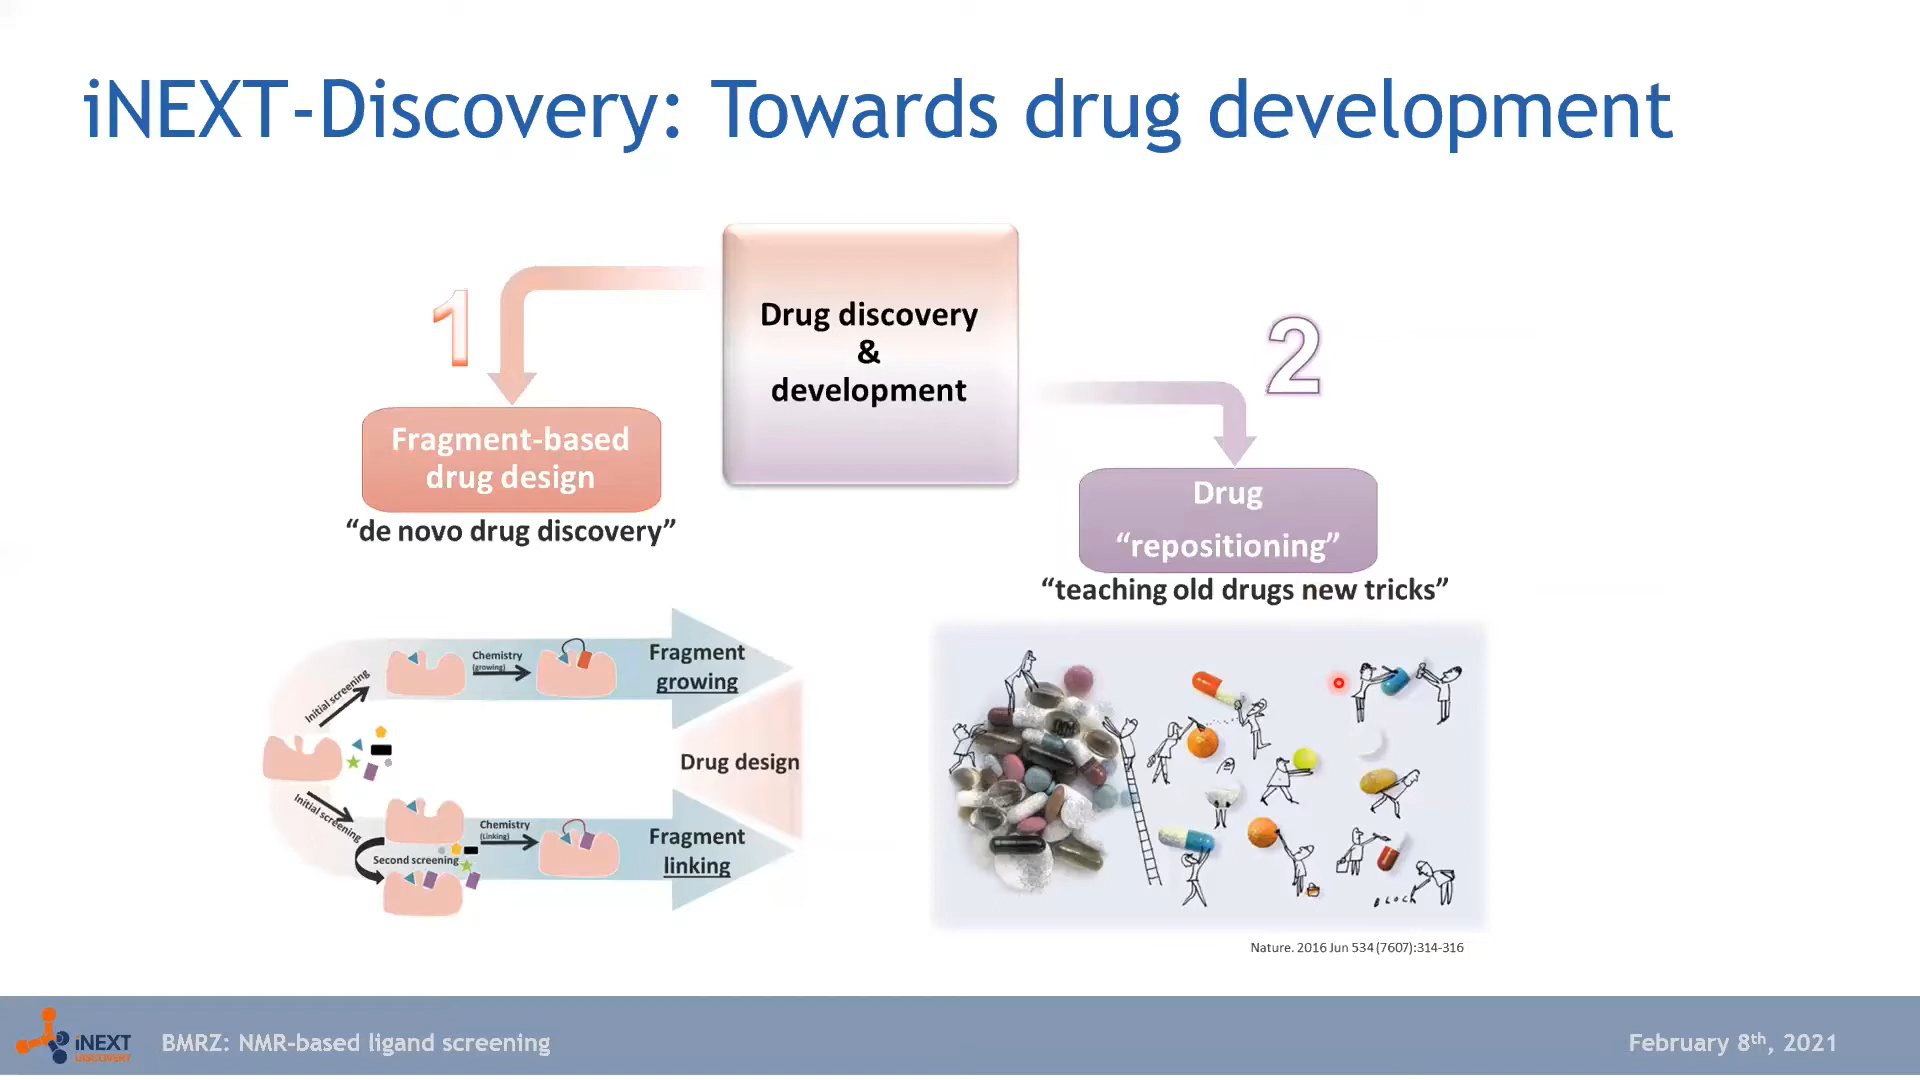 iNEXT-Discovery: Towards drug development
Drug discovery
&
development
1
2
Fragment-based
drug design
"de novo drug discovery"
Drug
"repositioning"
"teaching old drugs new tricks"
Initial screening
Chemistry
(growing)
Fragment
growing
Drug design
Initial screening
Second screening
Chemistry
(Linking)
Fragment
linking
BLOCH
Nature. 2016 Jun 534 (7607):314-316
iNEXT
DISCOVERY
BMRZ: NMR-based ligand screening
February 8th, 2021